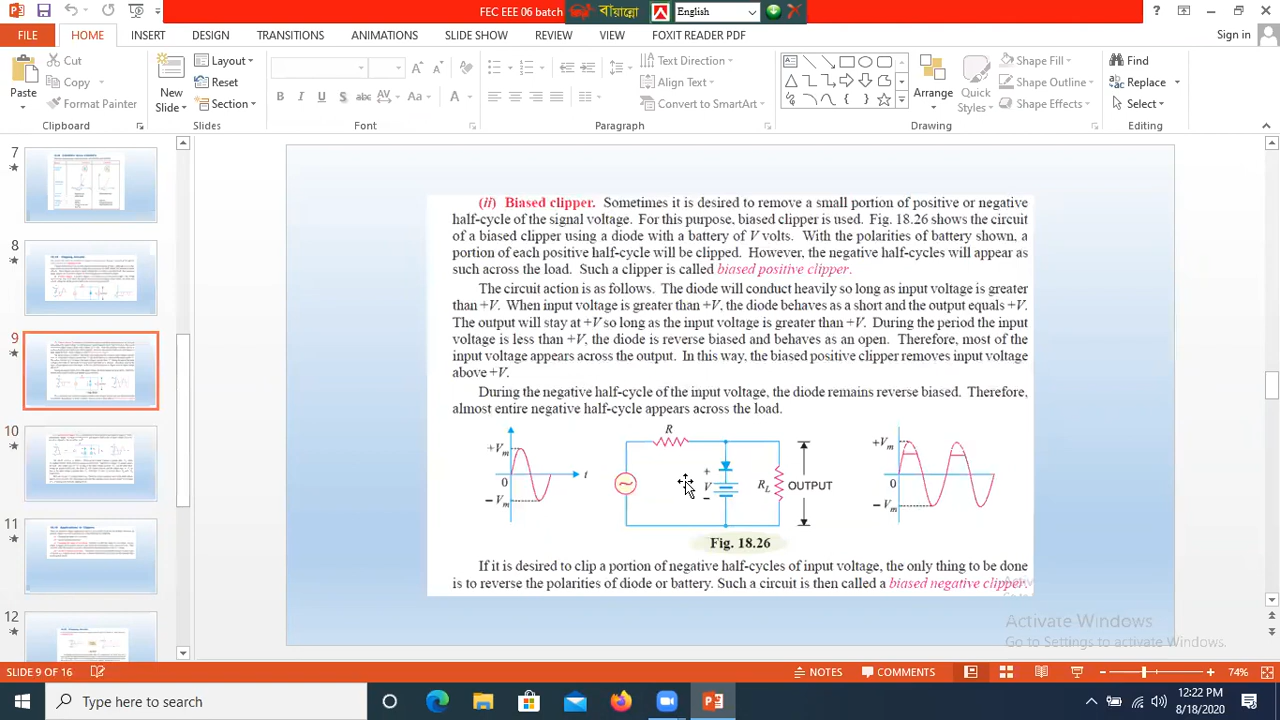 FEC EEE 06 batch
বায়ান্নো
English
?
FILE HOME INSERT DESIGN TRANSITIONS ANIMATIONS SLIDE SHOW REVIEW VIEW FOXIT READER PDF Sign in
Paste
Cut
Copy
Format Painter
Clipboard
New Slide
Layout
Reset
Section
Slides
B I U S abc AV Aa A
Font
Text Direction
Align Text
Convert to SmartArt
Paragraph
Arrange
Quick Styles
Shape Fill
Shape Outline
Shape Effects
Drawing
Find
Replace
Select
Editing
7
8
9
10
11
12
(ii) Biased clipper. Sometimes it is desired to remove a small portion of positive or negative
half-cycle of the signal voltage. For this purpose, biased clipper is used. Fig. 18.26 shows the circuit
of a biased clipper using a diode with a battery of V volts. With the polarities of battery shown, a
portion of each positive half-cycle will be clipped. However, the negative half-cycles will appear as
such across the load. Such a clipper is called biased positive clipper.
The circuit action is as follows. The diode will conduct heavily so long as input voltage is greater
than +V. When input voltage is greater than +V, the diode behaves as a short and the output equals +V.
The output will stay at +V so long as the input voltage is greater than +V. During the period the input
voltage is less than +V, the diode is reverse biased and behaves as an open. Therefore, most of the
input voltage appears across the output. In this way, the biased positive clipper removes input voltage
above +V.
During the negative half-cycle of the input voltage, the diode remains reverse biased. Therefore,
almost entire negative half-cycle appears across the load.
+Vm
0
−Vm
t
R
+
V
−
RL
OUTPUT
+Vm
0
−Vm
Fig. 18.26
If it is desired to clip a portion of negative half-cycles of input voltage, the only thing to be done
is to reverse the polarities of diode or battery. Such a circuit is then called a biased negative clipper.
Activate Windows
Go to Settings to activate Windows.
SLIDE 9 OF 16 NOTES COMMENTS 74%
Type here to search
12:22 PM
8/18/2020